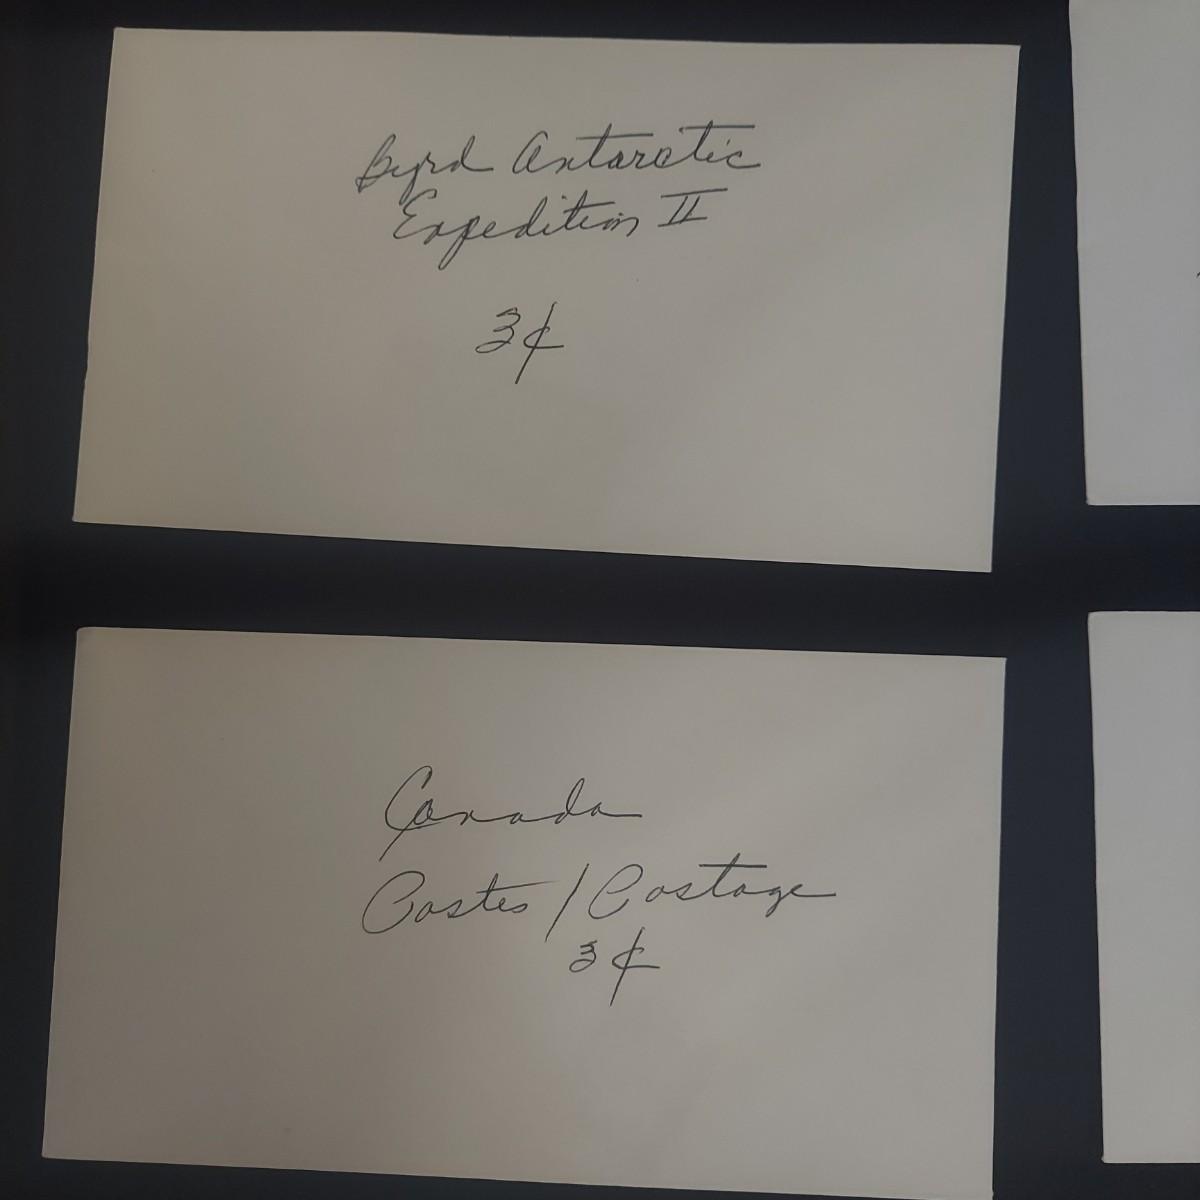 Byrd Antarctic
Expedition II
3¢
Canada
Postes / Postage
3¢